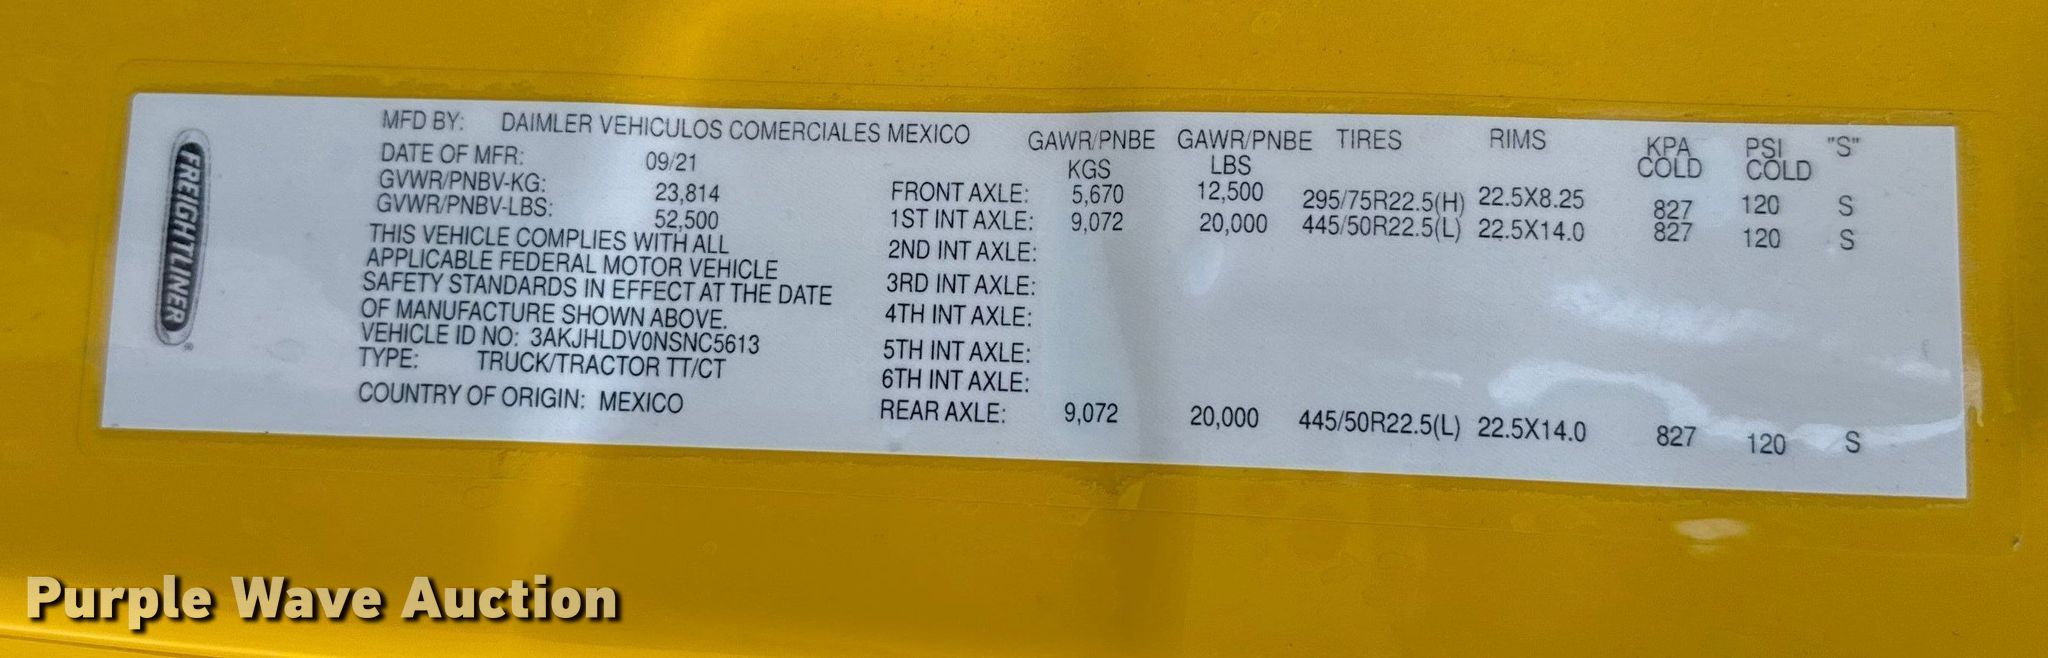 FREIGHTLINER
MFD BY: DAIMLER VEHICULOS COMERCIALES MEXICO
DATE OF MFR: 09/21
GVWR/PNBV-KG: 23,814
GVWR/PNBV-LBS: 52,500
THIS VEHICLE COMPLIES WITH ALL
APPLICABLE FEDERAL MOTOR VEHICLE
SAFETY STANDARDS IN EFFECT AT THE DATE
OF MANUFACTURE SHOWN ABOVE.
VEHICLE ID NO: 3AKJHLDV0NSNC5613
TYPE: TRUCK/TRACTOR TT/CT
COUNTRY OF ORIGIN: MEXICO
GAWR/PNBE GAWR/PNBE TIRES RIMS KPA PSI "S"
KGS LBS COLD COLD
FRONT AXLE: 5,670 12,500 295/75R22.5(H) 22.5X8.25 827 120 S
1ST INT AXLE: 9,072 20,000 445/50R22.5(L) 22.5X14.0 827 120 S
2ND INT AXLE:
3RD INT AXLE:
4TH INT AXLE:
5TH INT AXLE:
6TH INT AXLE:
REAR AXLE: 9,072 20,000 445/50R22.5(L) 22.5X14.0 827 120 S
Purple Wave Auction